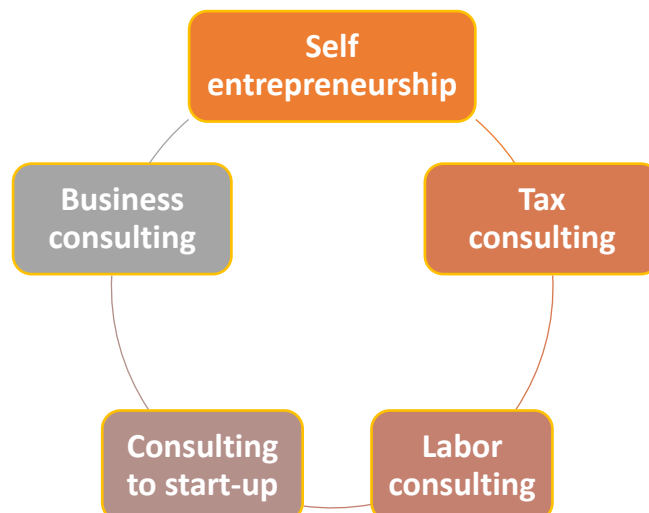 Self
entrepreneurship
Tax
consulting
Labor
consulting
Consulting
to start-up
Business
consulting